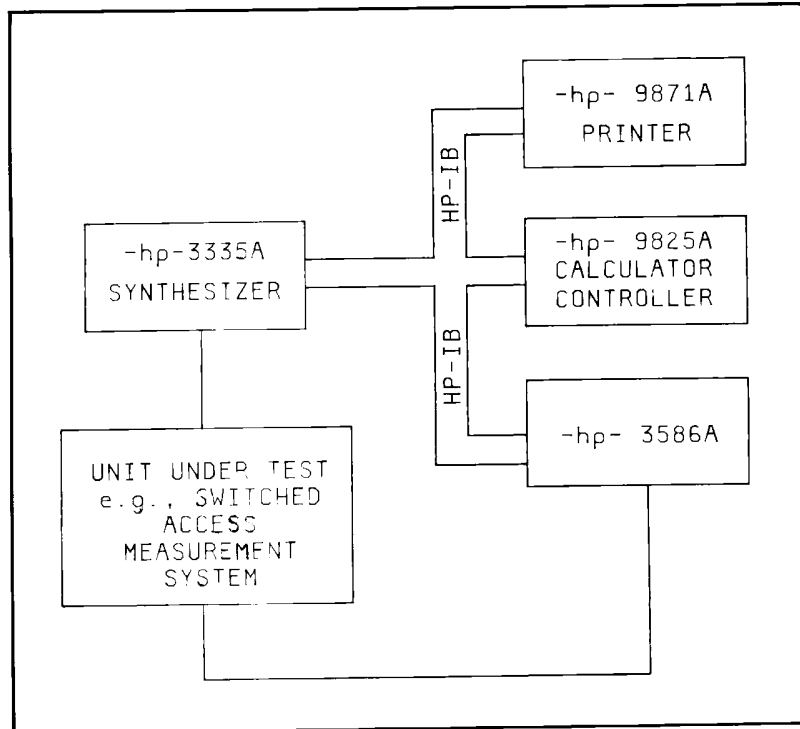 -hp- 9871A
PRINTER
HP-IB
-hp-3335A
SYNTHESIZER
-hp- 9825A
CALCULATOR
CONTROLLER
HP-IB
-hp- 3586A
UNIT UNDER TEST
e.g., SWITCHED
ACCESS
MEASUREMENT
SYSTEM